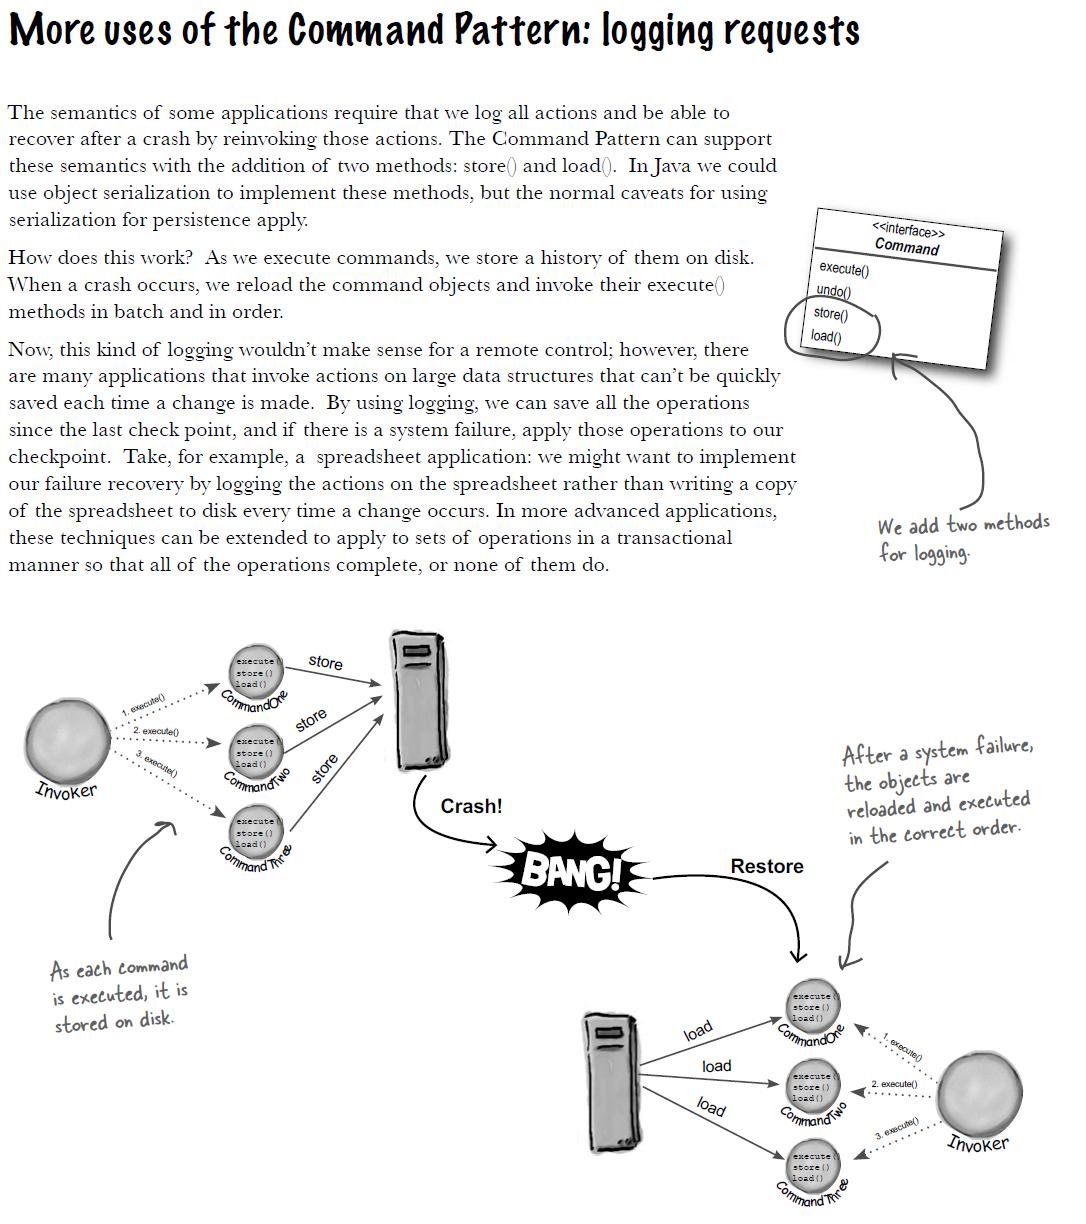 More uses of the Command Pattern: logging requests
The semantics of some applications require that we log all actions and be able to
recover after a crash by reinvoking those actions. The Command Pattern can support
these semantics with the addition of two methods: store() and load().  In Java we could
use object serialization to implement these methods, but the normal caveats for using
serialization for persistence apply.
How does this work?  As we execute commands, we store a history of them on disk.
When a crash occurs, we reload the command objects and invoke their execute()
methods in batch and in order.
Now, this kind of logging wouldn’t make sense for a remote control; however, there
are many applications that invoke actions on large data structures that can’t be quickly
saved each time a change is made.  By using logging, we can save all the operations
since the last check point, and if there is a system failure, apply those operations to our
checkpoint.  Take, for example, a  spreadsheet application: we might want to implement
our failure recovery by logging the actions on the spreadsheet rather than writing a copy
of the spreadsheet to disk every time a change occurs. In more advanced applications,
these techniques can be extended to apply to sets of operations in a transactional
manner so that all of the operations complete, or none of them do.
<<interface>>
Command
execute()
undo()
store()
load()
We add two methods
for logging.
Invoker
1. execute()
2. execute()
3. execute()
execute(
store()
load()
CommandOne
execute(
store()
load()
CommandTwo
execute(
store()
load()
CommandThree
store
store
store
Crash!
BANG!
Restore
As each command
is executed, it is
stored on disk.
After a system failure,
the objects are
reloaded and executed
in the correct order.
load
load
load
execute(
store()
load()
CommandOne
execute(
store()
load()
CommandTwo
execute(
store()
load()
CommandThree
1. execute()
2. execute()
3. execute()
Invoker